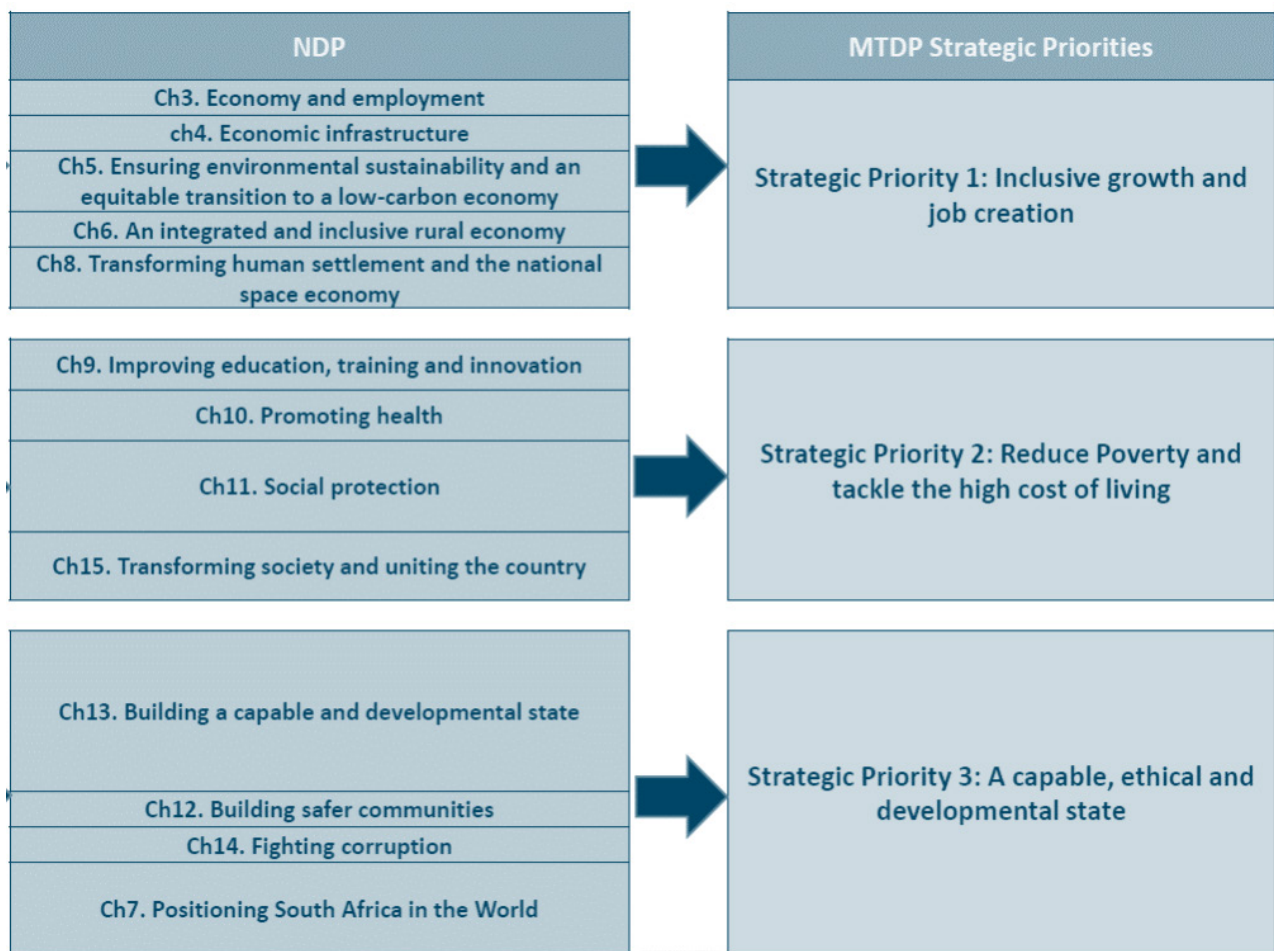 NDP
MTDP Strategic Priorities
Ch3. Economy and employment
ch4. Economic infrastructure
Ch5. Ensuring environmental sustainability and an
equitable transition to a low-carbon economy
Ch6. An integrated and inclusive rural economy
Ch8. Transforming human settlement and the national
space economy
Strategic Priority 1: Inclusive growth and
job creation
Ch9. Improving education, training and innovation
Ch10. Promoting health
Ch11. Social protection
Ch15. Transforming society and uniting the country
Strategic Priority 2: Reduce Poverty and
tackle the high cost of living
Ch13. Building a capable and developmental state
Ch12. Building safer communities
Ch14. Fighting corruption
Ch7. Positioning South Africa in the World
Strategic Priority 3: A capable, ethical and
developmental state